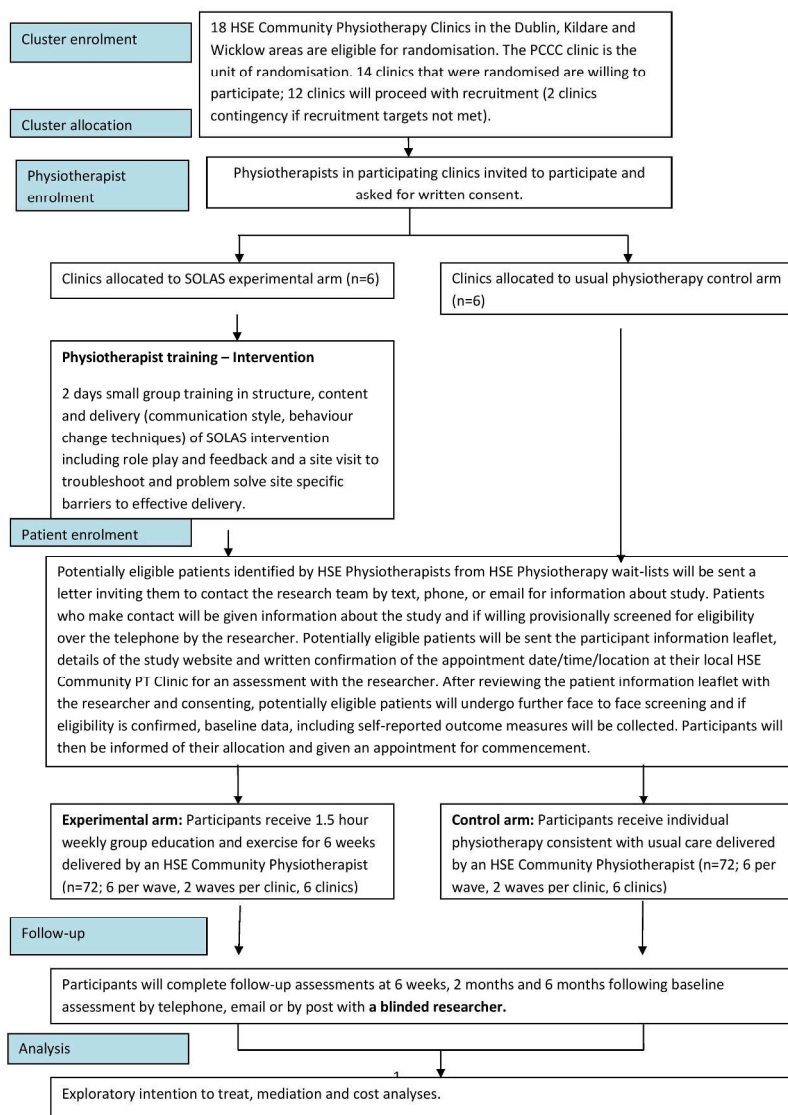 Cluster enrolment
18 HSE Community Physiotherapy Clinics in the Dublin, Kildare and
Wicklow areas are eligible for randomisation. The PCCC clinic is the
unit of randomisation. 14 clinics that were randomised are willing to
participate; 12 clinics will proceed with recruitment (2 clinics
contingency if recruitment targets not met).
Cluster allocation
Physiotherapist
enrolment
Physiotherapists in participating clinics invited to participate and
asked for written consent.
Clinics allocated to SOLAS experimental arm (n=6)
Clinics allocated to usual physiotherapy control arm
(n=6)
Physiotherapist training – Intervention
2 days small group training in structure, content
and delivery (communication style, behaviour
change techniques) of SOLAS intervention
including role play and feedback and a site visit to
troubleshoot and problem solve site specific
barriers to effective delivery.
Patient enrolment
Potentially eligible patients identified by HSE Physiotherapists from HSE Physiotherapy wait-lists will be sent a
letter inviting them to contact the research team by text, phone, or email for information about study. Patients
who make contact will be given information about the study and if willing provisionally screened for eligibility
over the telephone by the researcher. Potentially eligible patients will be sent the participant information leaflet,
details of the study website and written confirmation of the appointment date/time/location at their local HSE
Community PT Clinic for an assessment with the researcher. After reviewing the patient information leaflet with
the researcher and consenting, potentially eligible patients will undergo further face to face screening and if
eligibility is confirmed, baseline data, including self-reported outcome measures will be collected. Participants will
then be informed of their allocation and given an appointment for commencement.
Experimental arm: Participants receive 1.5 hour
weekly group education and exercise for 6 weeks
delivered by an HSE Community Physiotherapist
(n=72; 6 per wave, 2 waves per clinic, 6 clinics)
Control arm: Participants receive individual
physiotherapy consistent with usual care delivered
by an HSE Community Physiotherapist (n=72; 6 per
wave, 2 waves per clinic, 6 clinics)
Follow-up
Participants will complete follow-up assessments at 6 weeks, 2 months and 6 months following baseline
assessment by telephone, email or by post with a blinded researcher.
Analysis
1
Exploratory intention to treat, mediation and cost analyses.